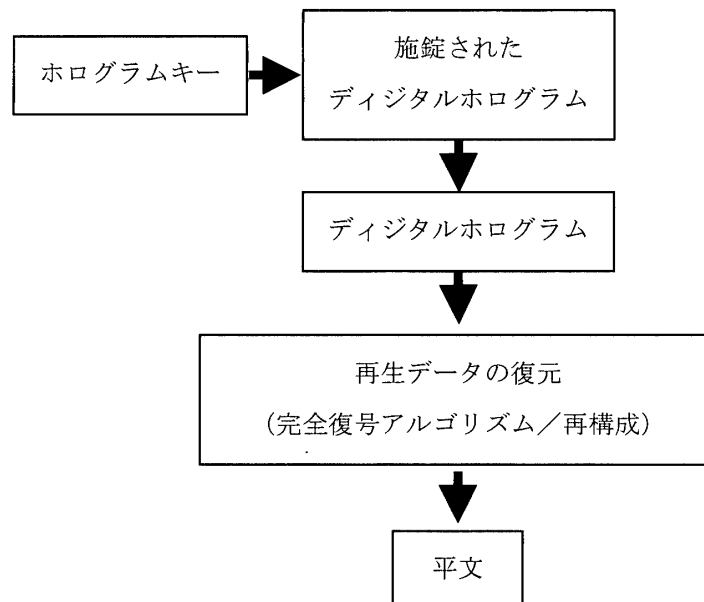 ホログラムキー
施錠された
ディジタルホログラム
ディジタルホログラム
再生データの復元
(完全復号アルゴリズム/再構成)
平文